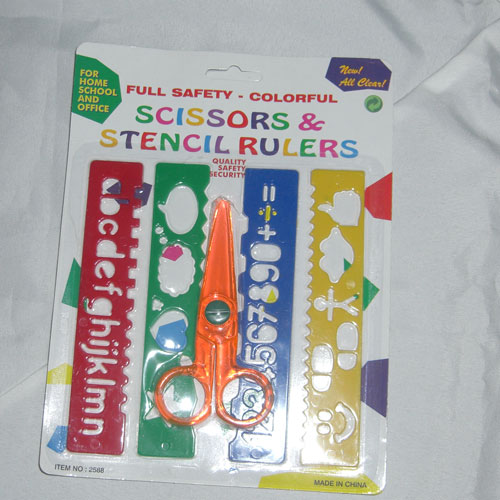 FOR
HOME
SCHOOL
AND
OFFICE
New!
All Clear!
FULL SAFETY - COLORFUL
SCISSORS &
STENCIL RULERS
QUALITY
SAFETY
SECURITY
abcdefghijklmn
1234567890+÷=
ITEM NO : 2588
MADE IN CHINA